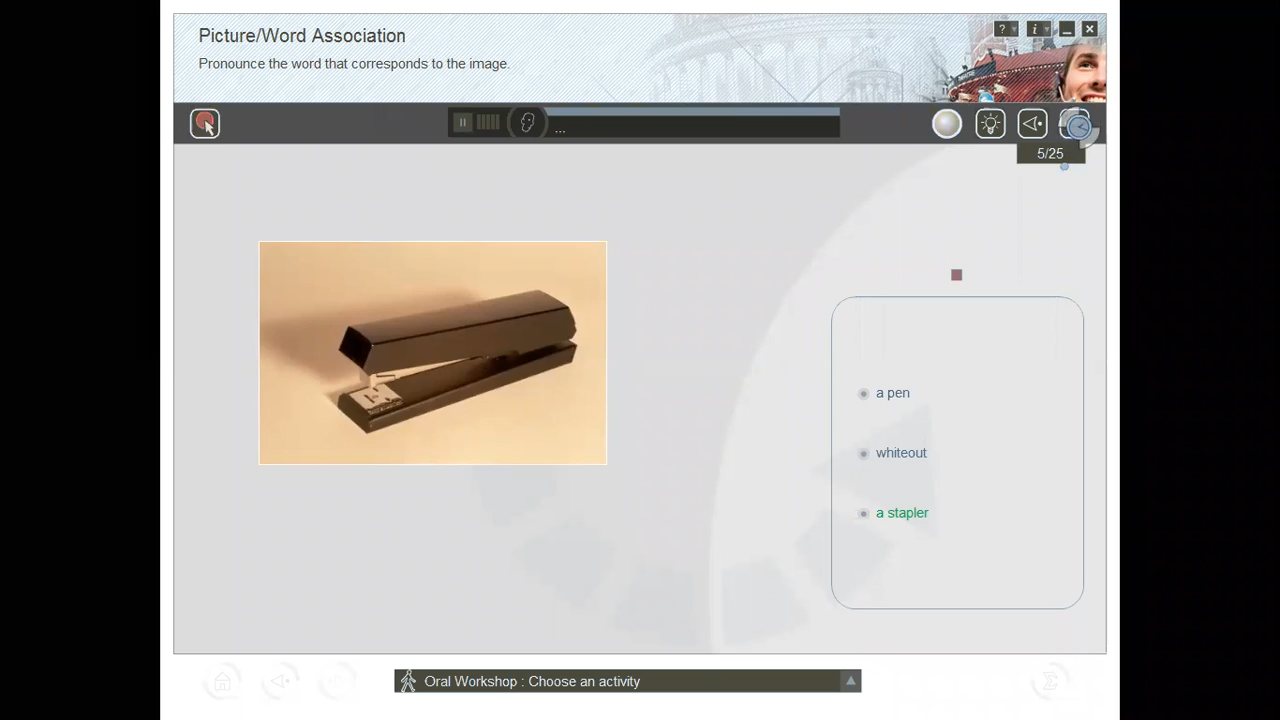 Picture/Word Association
Pronounce the word that corresponds to the image.
? i
...
5/25
a pen
whiteout
a stapler
Oral Workshop : Choose an activity